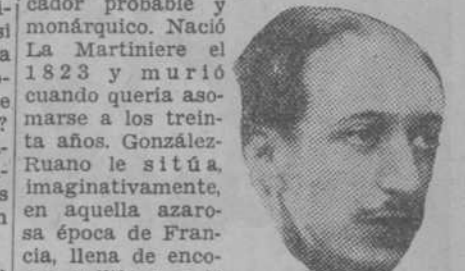 cador probable y
si monárquico. Nació
a La Martiniere el
1823 y murió
e cuando quería aso-
? marse a los trein-
ta años. González-
Ruano le sitúa,
s imaginativamente,
n en aquella azaro-
sa época de Fran-
cia, llena de enco-